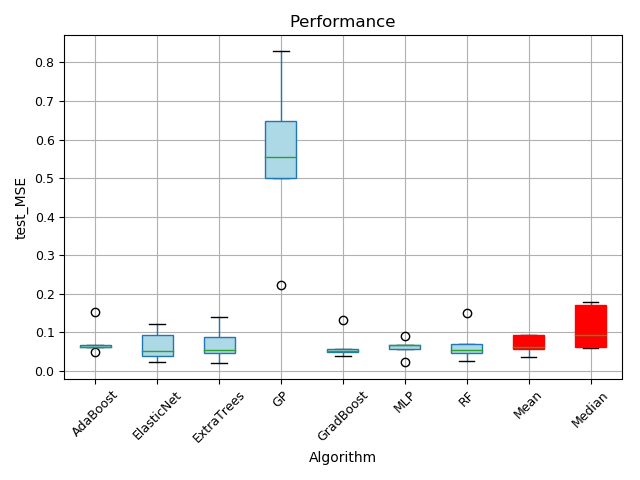 Performance
test_MSE
0.8
0.7
0.6
0.5
0.4
0.3
0.2
0.1
0.0
AdaBoost
ElasticNet
ExtraTrees
GP
GradBoost
MLP
RF
Mean
Median
Algorithm